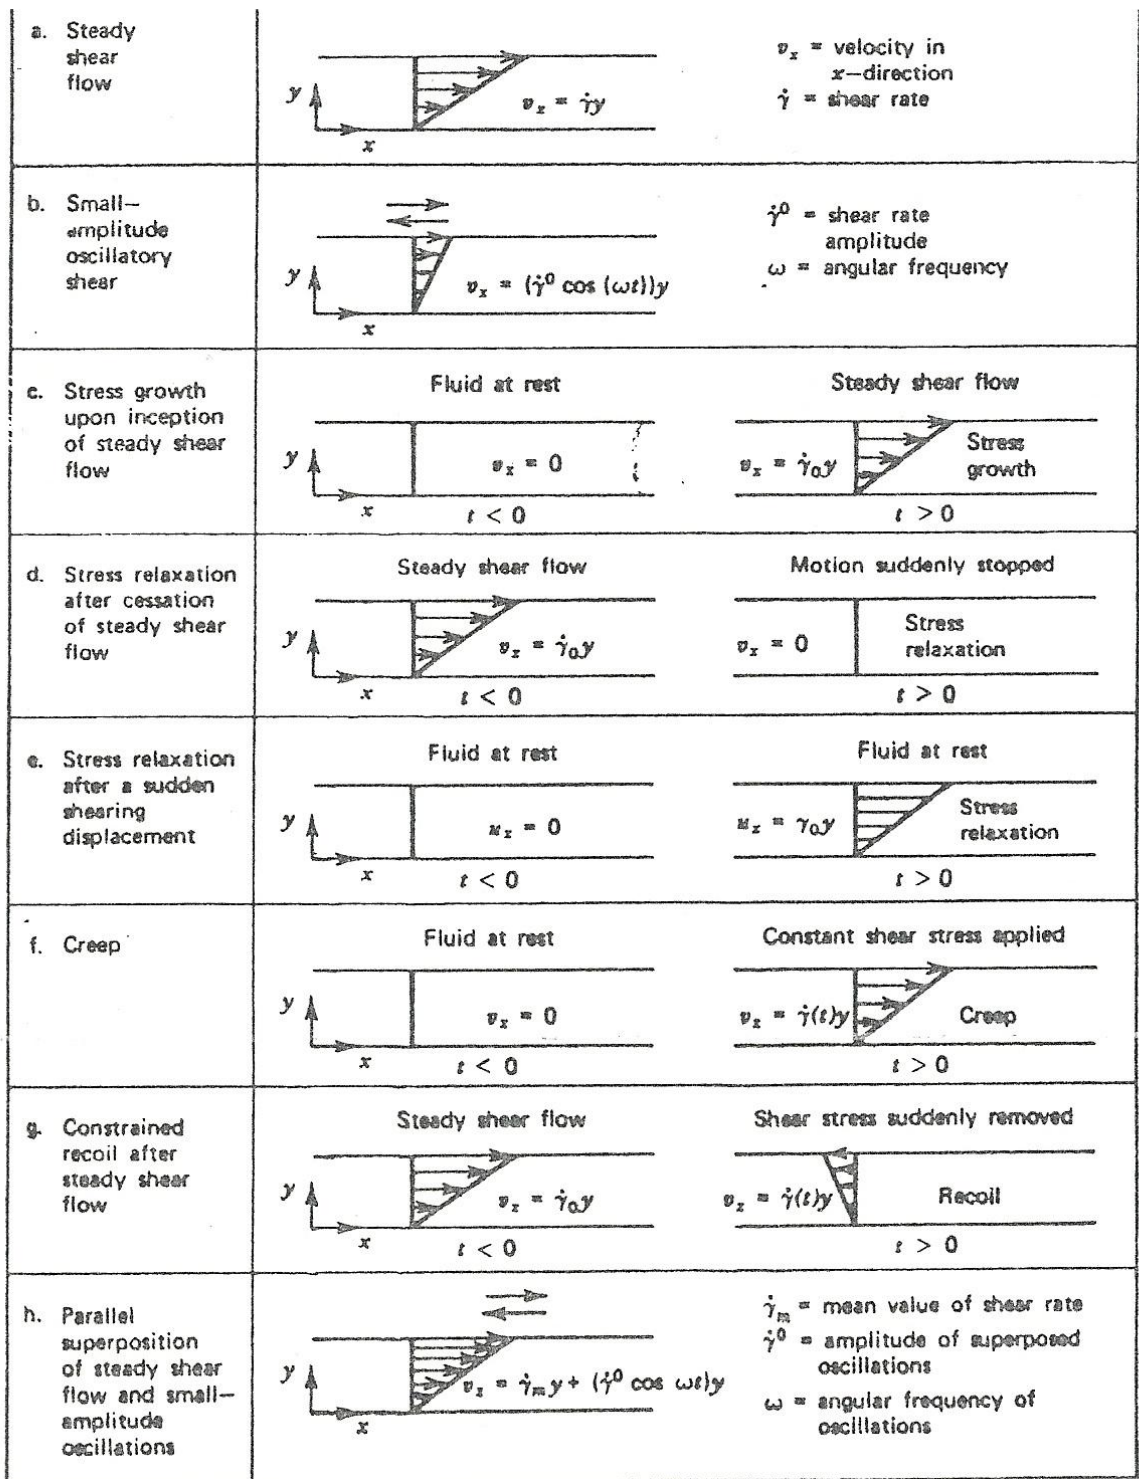 a. Steady
shear
flow
y
x
v_x = γ̇y
v_x = velocity in
x-direction
γ̇ = shear rate
b. Small-
amplitude
oscillatory
shear
y
x
v_x = (γ̇⁰ cos (ωt))y
γ̇⁰ = shear rate
amplitude
ω = angular frequency
c. Stress growth
upon inception
of steady shear
flow
Fluid at rest
y
x
v_x = 0
t < 0
Steady shear flow
v_x = γ̇₀y
Stress
growth
t > 0
d. Stress relaxation
after cessation
of steady shear
flow
Steady shear flow
y
x
v_x = γ̇₀y
t < 0
Motion suddenly stopped
v_x = 0
Stress
relaxation
t > 0
e. Stress relaxation
after a sudden
shearing
displacement
Fluid at rest
y
x
u_x = 0
t < 0
Fluid at rest
u_x = γ₀y
Stress
relaxation
t > 0
f. Creep
Fluid at rest
y
x
v_x = 0
t < 0
Constant shear stress applied
v_x = γ̇(t)y
Creep
t > 0
g. Constrained
recoil after
steady shear
flow
Steady shear flow
y
x
v_x = γ̇₀y
t < 0
Shear stress suddenly removed
v_x = γ̇(t)y
Recoil
t > 0
h. Parallel
superposition
of steady shear
flow and small-
amplitude
oscillations
y
x
v_x = γ̇_m y + (γ̇⁰ cos ωt)y
γ̇_m = mean value of shear rate
γ̇⁰ = amplitude of superposed
oscillations
ω = angular frequency of
oscillations